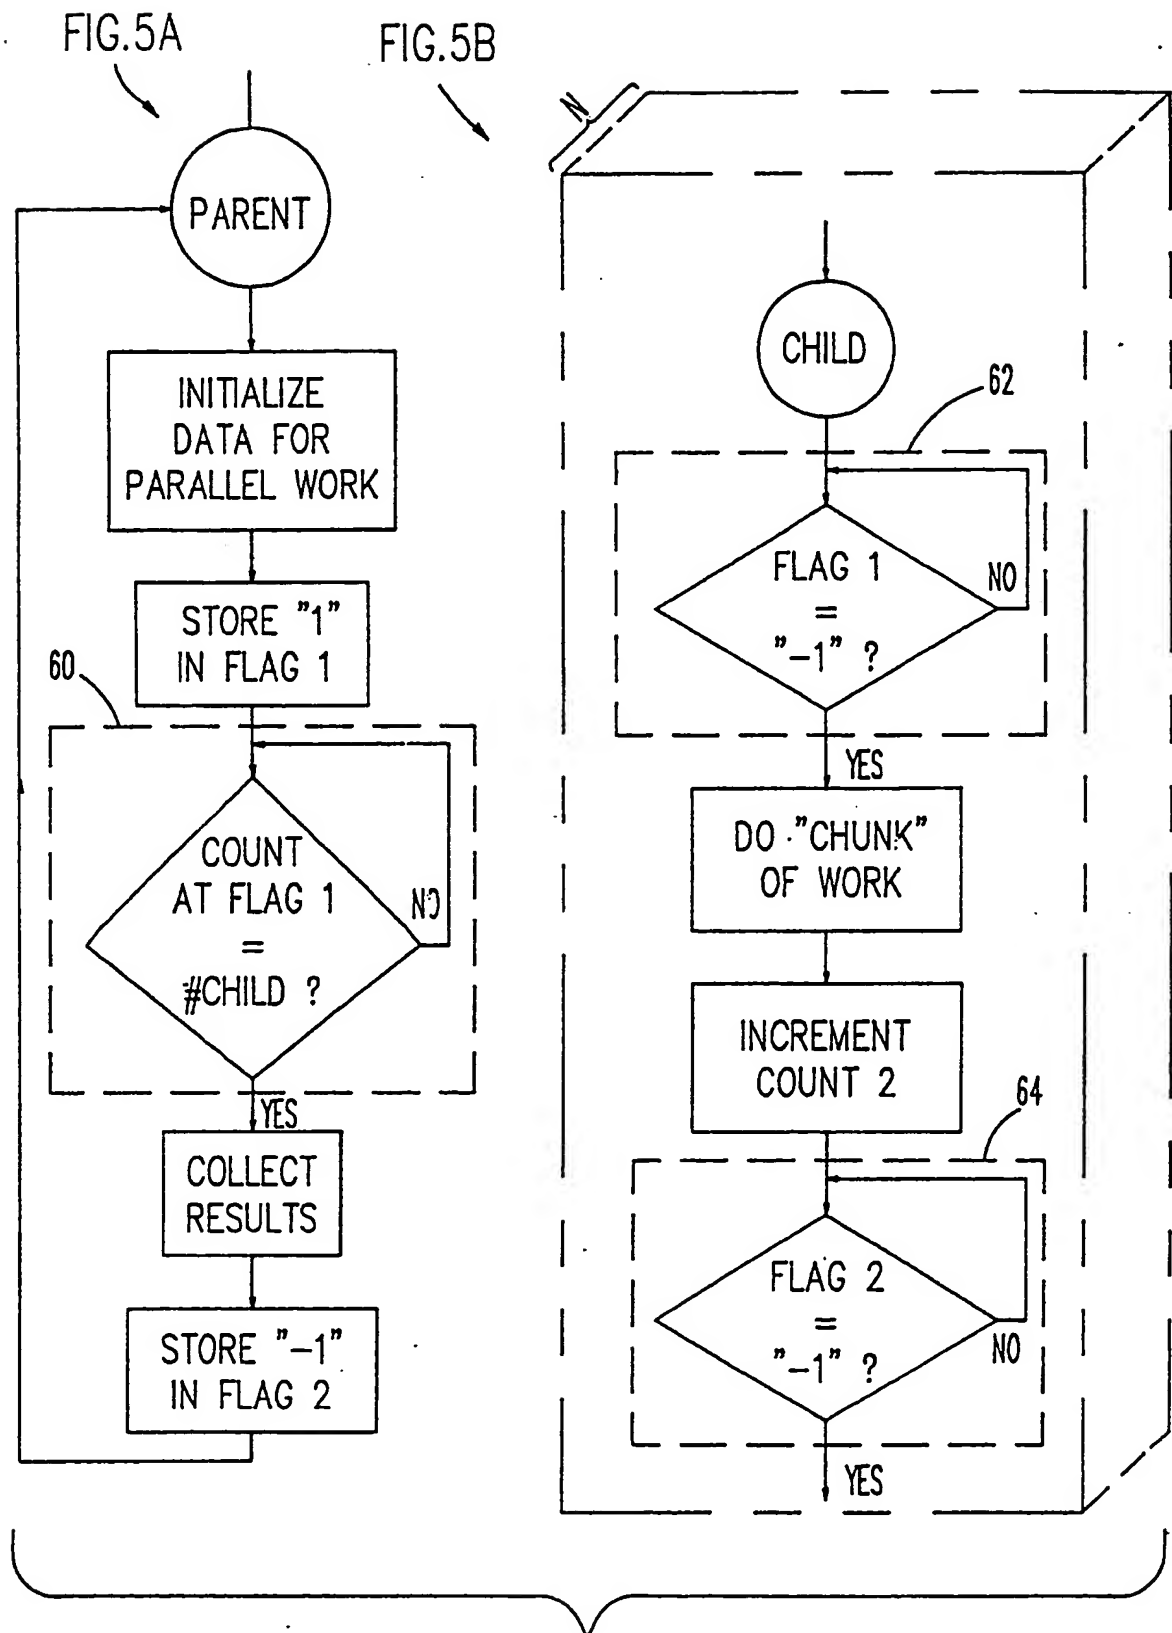 FIG.5A
PARENT
INITIALIZE
DATA FOR
PARALLEL WORK
STORE "1"
IN FLAG 1
60
COUNT
AT FLAG 1
=
#CHILD ?
NO
YES
COLLECT
RESULTS
STORE "-1"
IN FLAG 2
FIG.5B
N
CHILD
62
FLAG 1
=
"-1" ?
NO
YES
DO "CHUNK"
OF WORK
INCREMENT
COUNT 2
64
FLAG 2
=
"-1" ?
NO
YES